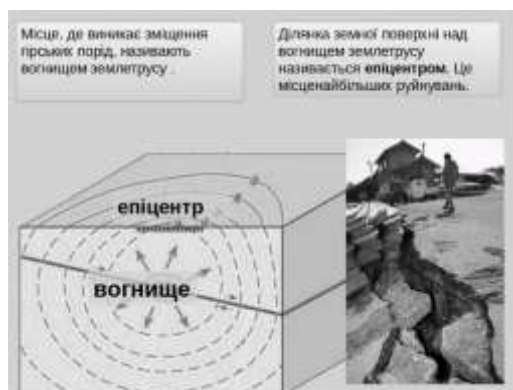 Місце, де виникає зміщення
гірських порід, називають
вогнищем землетрусу .
Ділянка земної поверхні над
вогнищем землетрусу
називається епіцентром. Це
місценайбільших руйнувань.
епіцентр
вогнище